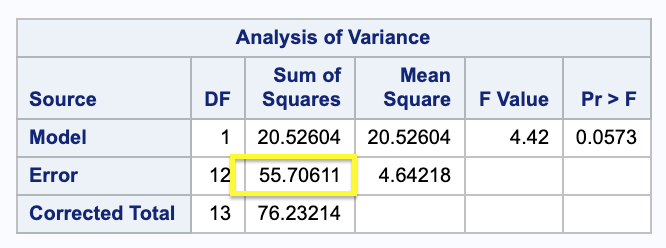 Analysis of Variance
Source DF Sum of Squares Mean Square F Value Pr > F
Model 1 20.52604 20.52604 4.42 0.0573
Error 12 55.70611 4.64218
Corrected Total 13 76.23214